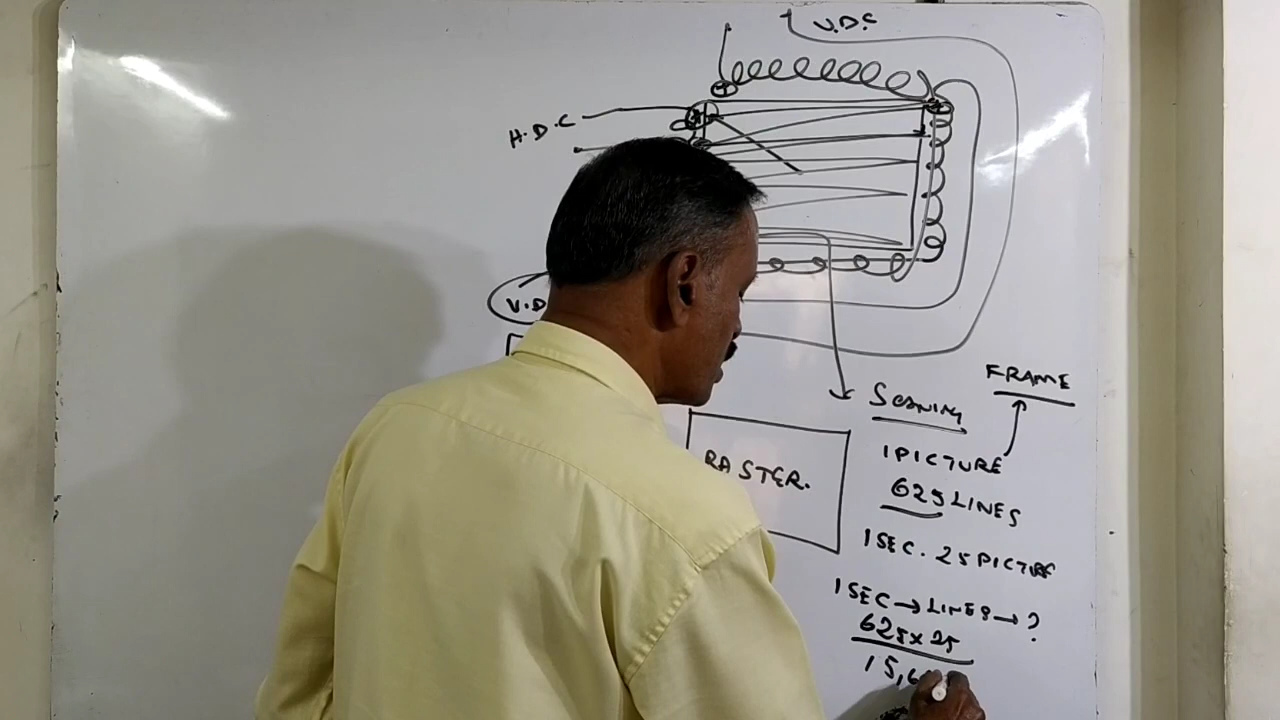 V.D.C
H.D.C
V.D
FRAME
SCANING
1 PICTURE
RASTER.
625 LINES
1 SEC. 25 PICTURE
1 SEC → LINES → ?
625 x 25
15,6